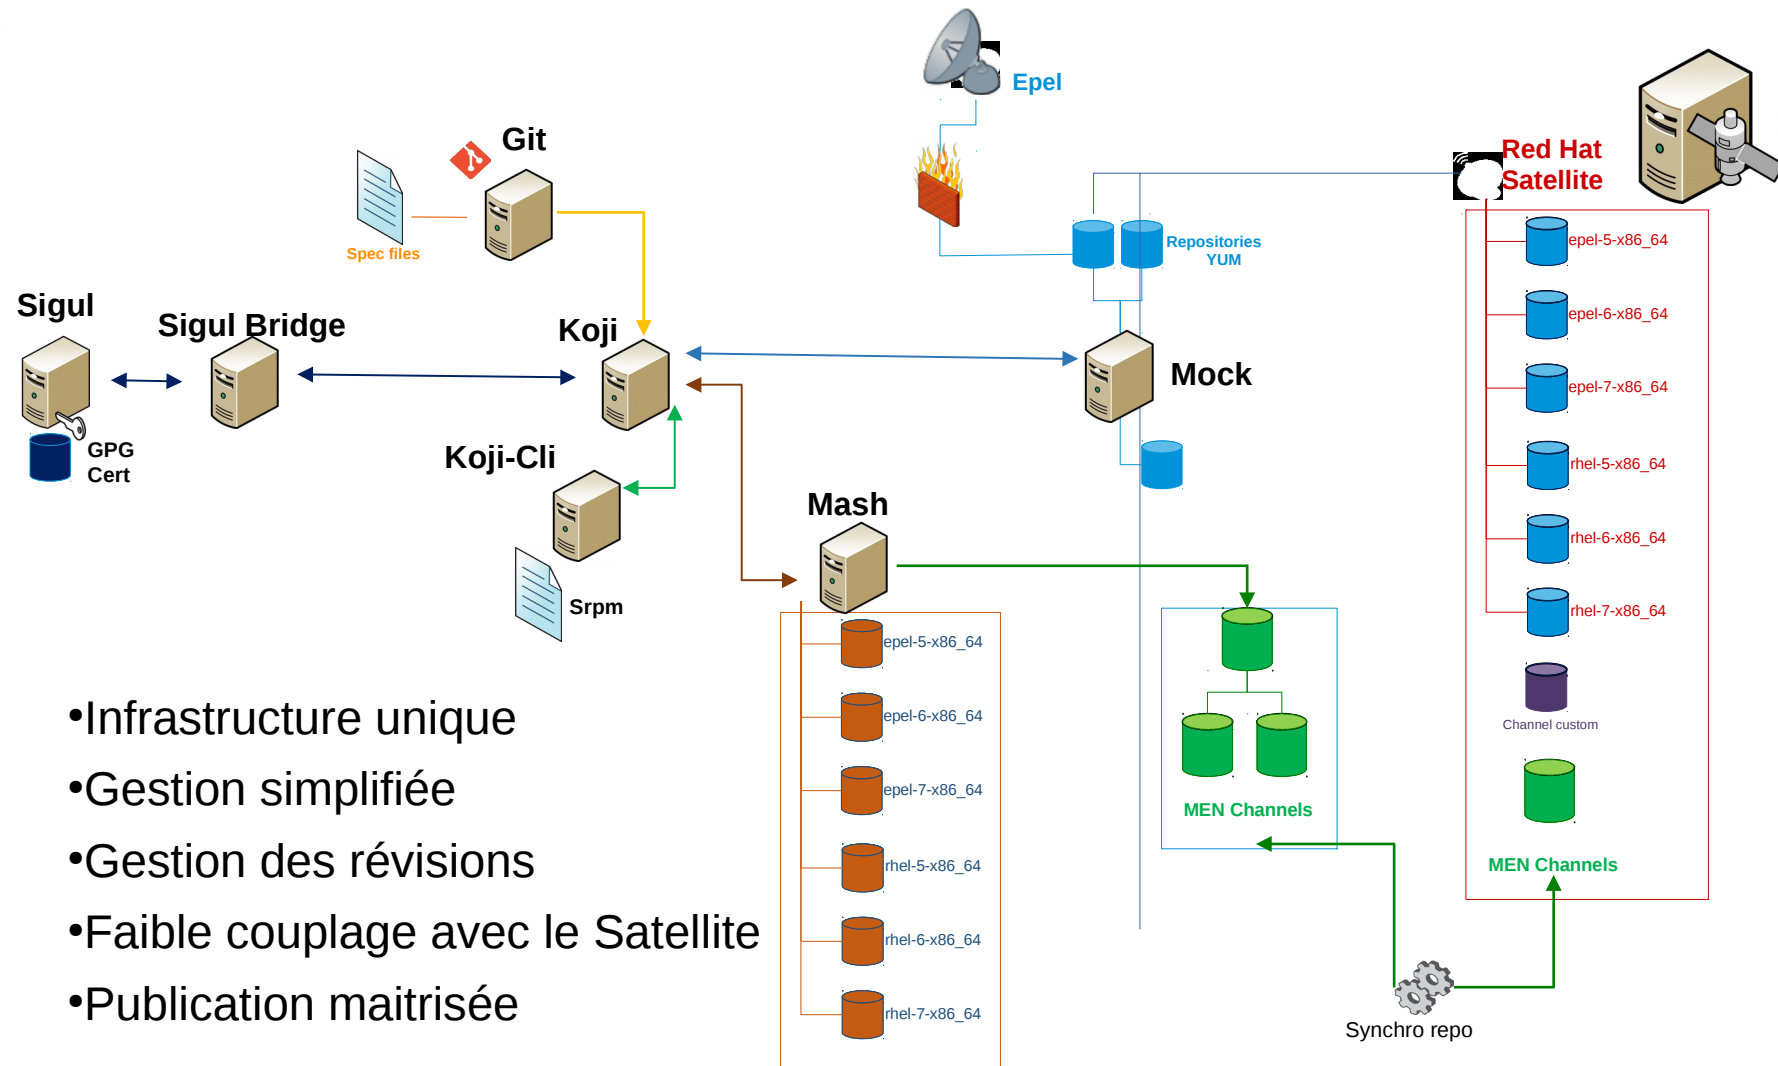 Epel
Git
Red Hat
Satellite
Spec files
Repositories
YUM
epel-5-x86_64
epel-6-x86_64
epel-7-x86_64
rhel-5-x86_64
rhel-6-x86_64
rhel-7-x86_64
Channel custom
MEN Channels
Sigul
Sigul Bridge
Koji
Mock
GPG
Cert
Koji-Cli
Srpm
Mash
epel-5-x86_64
epel-6-x86_64
epel-7-x86_64
rhel-5-x86_64
rhel-6-x86_64
rhel-7-x86_64
MEN Channels
Synchro repo
•Infrastructure unique
•Gestion simplifiée
•Gestion des révisions
•Faible couplage avec le Satellite
•Publication maitrisée